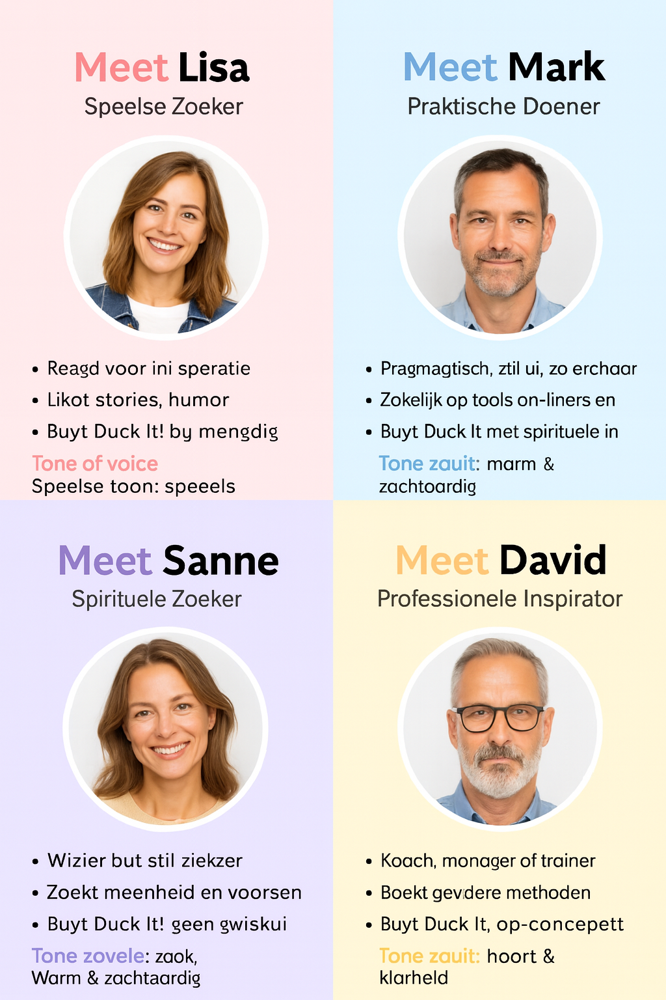 Meet Lisa
Speelse Zoeker
• Reagd voor ini speratie
• Likot stories, humor
• Buyt Duck It! by mengdig
Tone of voice
Speelse toon: speeels
Meet Mark
Praktische Doener
• Pragmagtisch, ztil ui, zo erchaar
• Zokelijk op tools on-liners en
• Buyt Duck It met spirituele in
Tone zauit: marm &
zachtoardig
Meet Sanne
Spirituele Zoeker
• Wizier but stil ziekzer
• Zoekt meenheid en voorsen
• Buyt Duck It! geen gwiskui
Tone zovele: zaok,
Warm & zachtaardig
Meet David
Professionele Inspirator
• Koach, monager of trainer
• Boekt methoden
• Buyt Duck It, op-concepett
Tone zauit: hoort &
klarheld